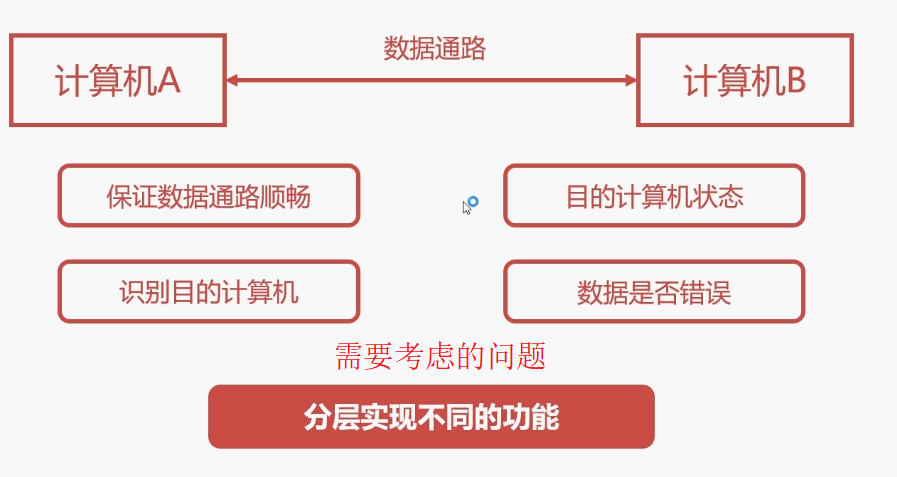 数据通路
计算机A
计算机B
保证数据通路顺畅
目的计算机状态
识别目的计算机
数据是否错误
需要考虑的问题
分层实现不同的功能